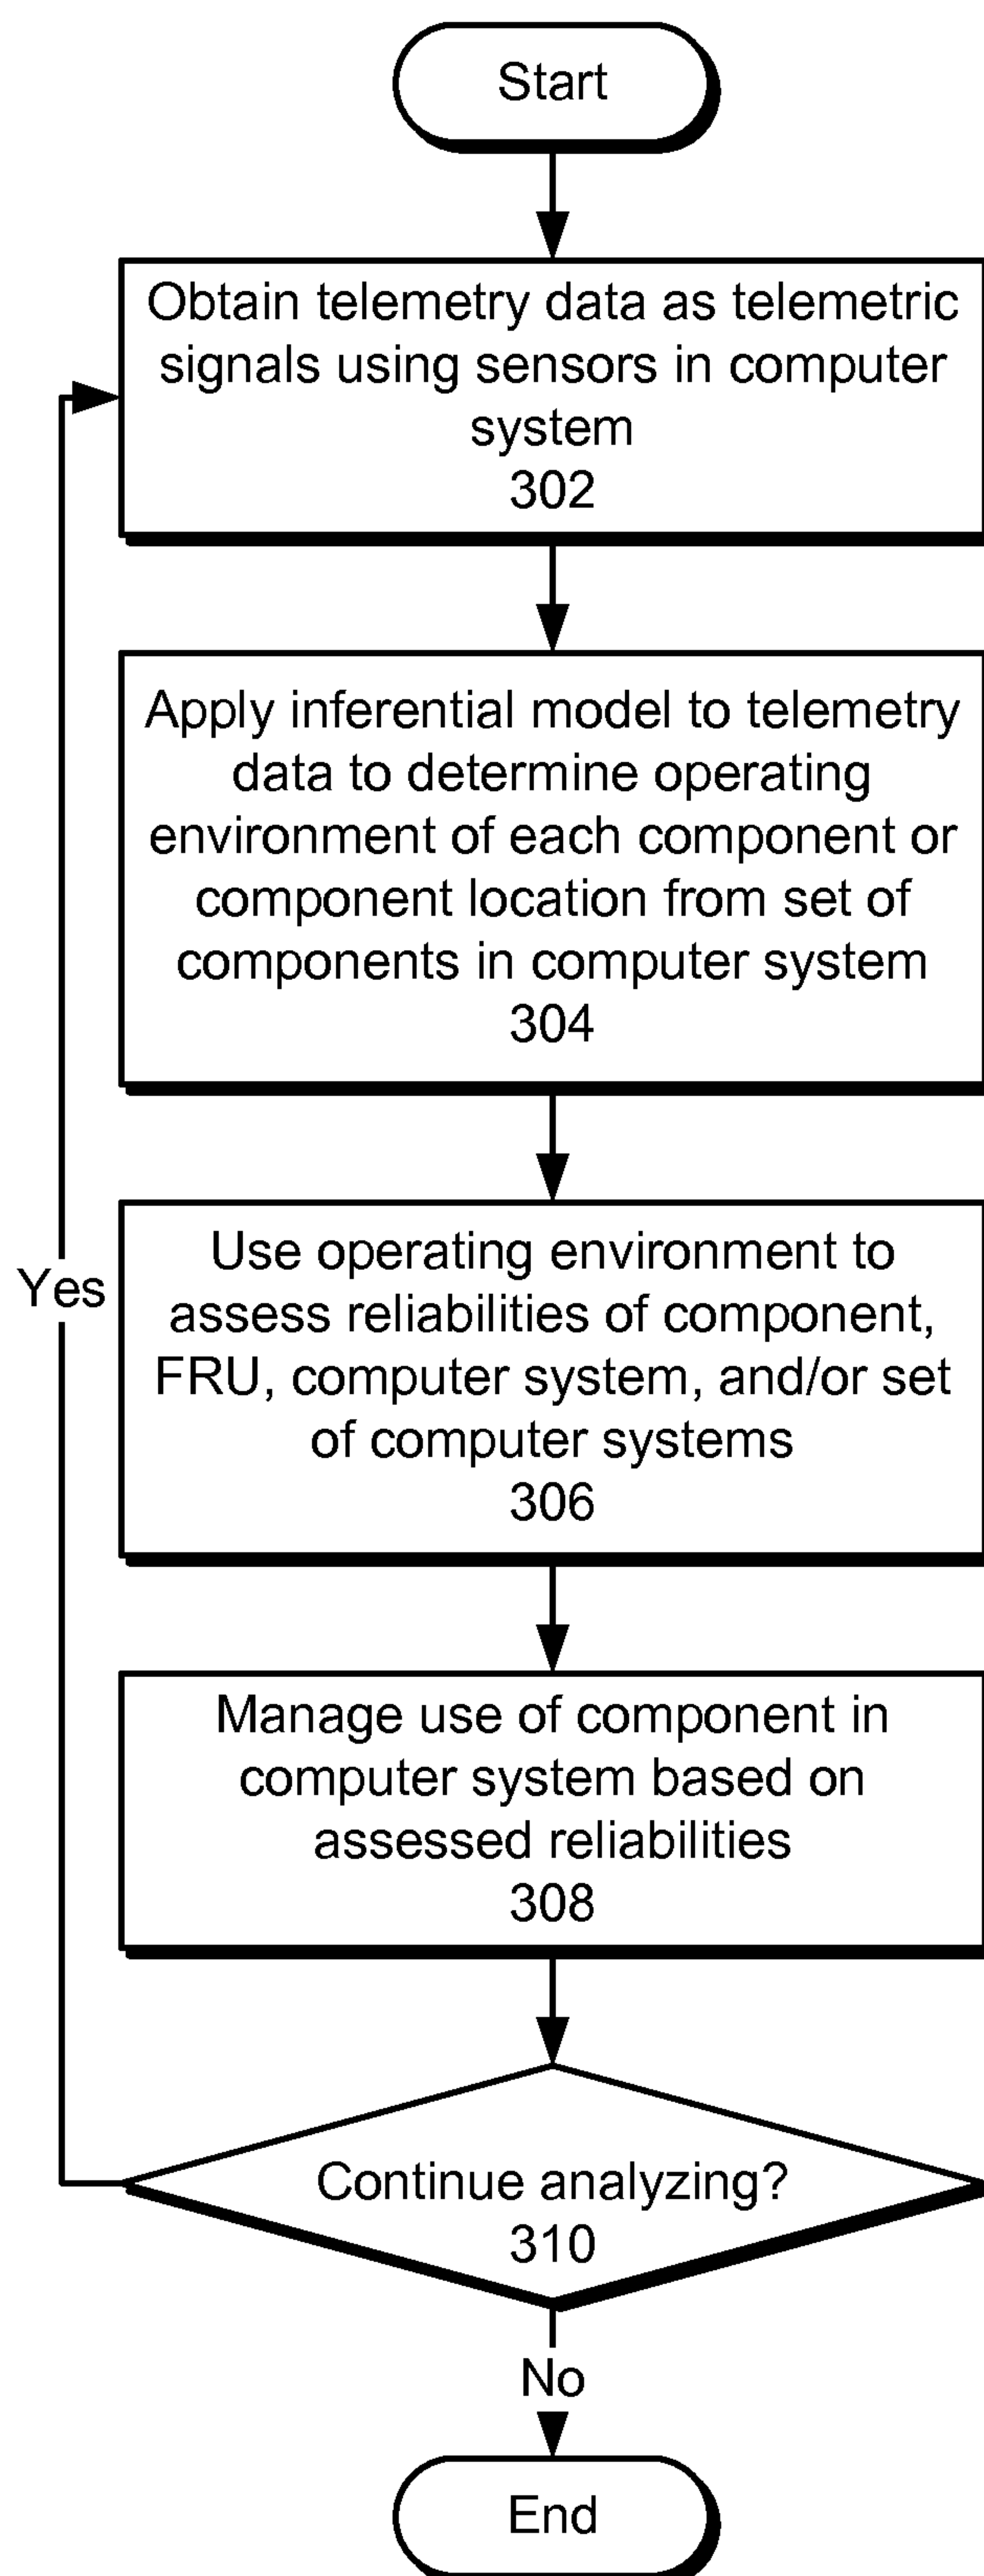 Start
Obtain telemetry data as telemetric
signals using sensors in computer
system
302
Apply inferential model to telemetry
data to determine operating
environment of each component or
component location from set of
components in computer system
304
Use operating environment to
assess reliabilities of component,
FRU, computer system, and/or set
of computer systems
306
Yes
Manage use of component in
computer system based on
assessed reliabilities
308
Continue analyzing?
310
No
End